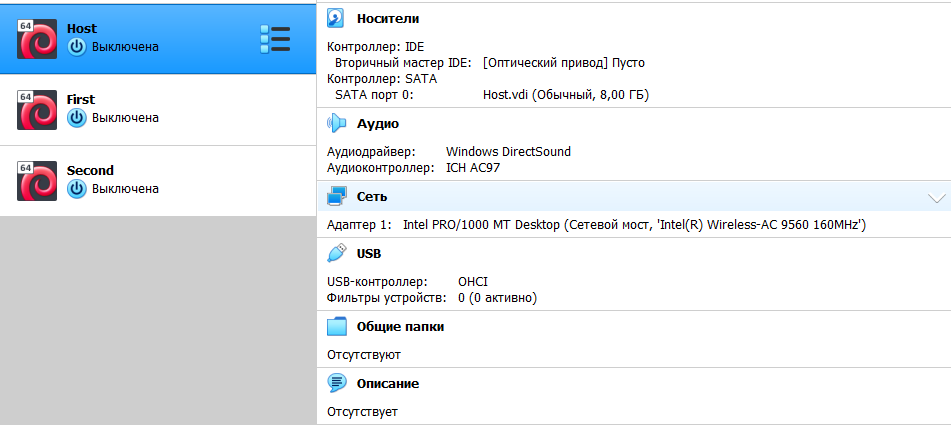 64
Host
Выключена
64
First
Выключена
64
Second
Выключена
Носители
Контроллер: IDE
Вторичный мастер IDE: [Оптический привод] Пусто
Контроллер: SATA
SATA порт 0: Host.vdi (Обычный, 8,00 ГБ)
Аудио
Аудиодрайвер: Windows DirectSound
Аудиоконтроллер: ICH AC97
Сеть
Адаптер 1: Intel PRO/1000 MT Desktop (Сетевой мост, 'Intel(R) Wireless-AC 9560 160MHz')
USB
USB-контроллер: OHCI
Фильтры устройств: 0 (0 активно)
Общие папки
Отсутствуют
Описание
Отсутствует